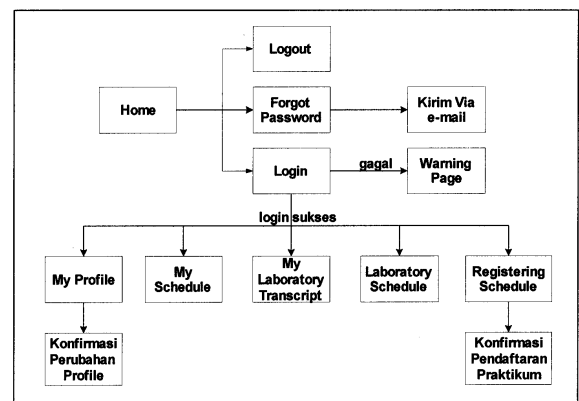 Logout
Home
Forgot
Password
Kirim Via
e-mail
Login
gagal
Warning
Page
login sukses
My Profile
My
Schedule
My
Laboratory
Transcript
Laboratory
Schedule
Registering
Schedule
Konfirmasi
Perubahan
Profile
Konfirmasi
Pendaftaran
Praktikum